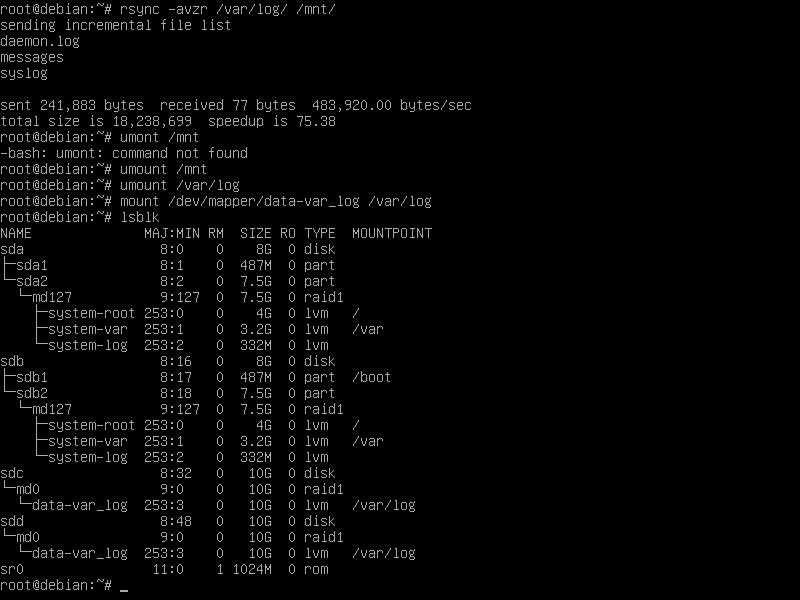 root@debian:~# rsync -avzr /var/log/ /mnt/
sending incremental file list
daemon.log
messages
syslog

sent 241,883 bytes  received 77 bytes  483,920.00 bytes/sec
total size is 18,238,699  speedup is 75.38
root@debian:~# umont /mnt
-bash: umont: command not found
root@debian:~# umount /mnt
root@debian:~# umount /var/log
root@debian:~# mount /dev/mapper/data-var_log /var/log
root@debian:~# lsblk
NAME              MAJ:MIN RM   SIZE RO TYPE  MOUNTPOINT
sda                 8:0    0     8G  0 disk
├─sda1              8:1    0   487M  0 part
└─sda2              8:2    0   7.5G  0 part
  └─md127           9:127  0   7.5G  0 raid1
    ├─system-root 253:0    0     4G  0 lvm   /
    ├─system-var  253:1    0   3.2G  0 lvm   /var
    └─system-log  253:2    0   332M  0 lvm
sdb                 8:16   0     8G  0 disk
├─sdb1              8:17   0   487M  0 part  /boot
└─sdb2              8:18   0   7.5G  0 part
  └─md127           9:127  0   7.5G  0 raid1
    ├─system-root 253:0    0     4G  0 lvm   /
    ├─system-var  253:1    0   3.2G  0 lvm   /var
    └─system-log  253:2    0   332M  0 lvm
sdc                 8:32   0    10G  0 disk
└─md0               9:0    0    10G  0 raid1
  └─data-var_log  253:3    0    10G  0 lvm   /var/log
sdd                 8:48   0    10G  0 disk
└─md0               9:0    0    10G  0 raid1
  └─data-var_log  253:3    0    10G  0 lvm   /var/log
sr0                11:0    1  1024M  0 rom
root@debian:~# _